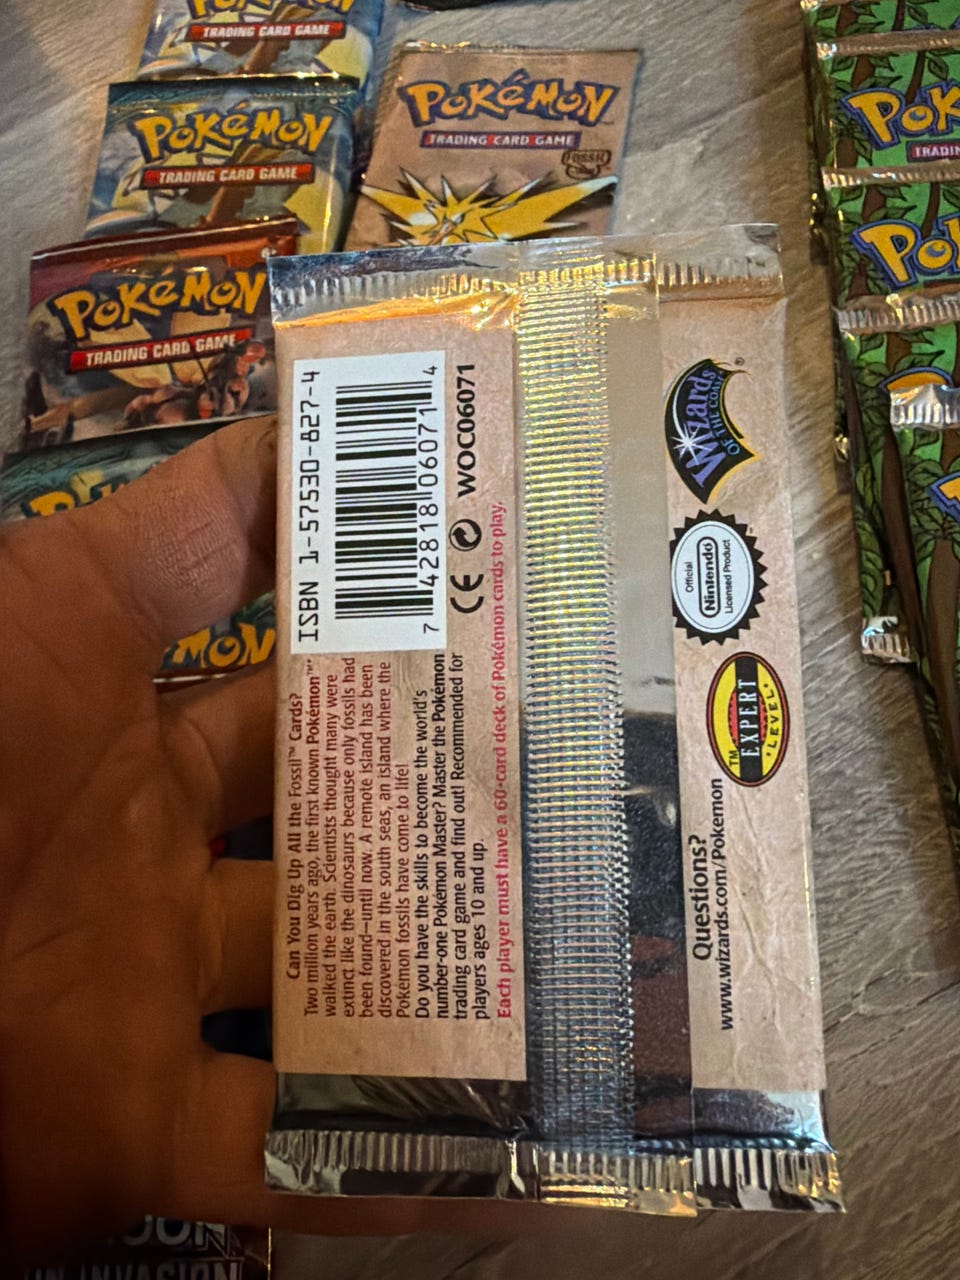 POKéMON
TRADING CARD GAME
POKéMON
TRADING CARD GAME
POKéMON
TRADING CARD GAME
FOSSIL
POKéMON
TRADING CARD GAME
ISBN 1-57530-827-4
7 42818 06071 4
CE WOC06071
Can You Dig Up All the Fossil™ Cards?
Two million years ago, the first known Pokémon™*
walked the earth. Scientists thought many were
extinct like the dinosaurs because only fossils had
been found—until now. A remote island has been
discovered in the south seas, an island where the
Pokémon fossils have come to life!
Do you have the skills to become the world's
number-one Pokémon Master? Master the Pokémon
trading card game and find out! Recommended for
players ages 10 and up.
Each player must have a 60-card deck of Pokémon cards to play.
Wizards
OF THE COAST
®
Official
Nintendo
Licensed Product
TM
EXPERT
LEVEL
Questions?
www.wizards.com/Pokemon
INVASION